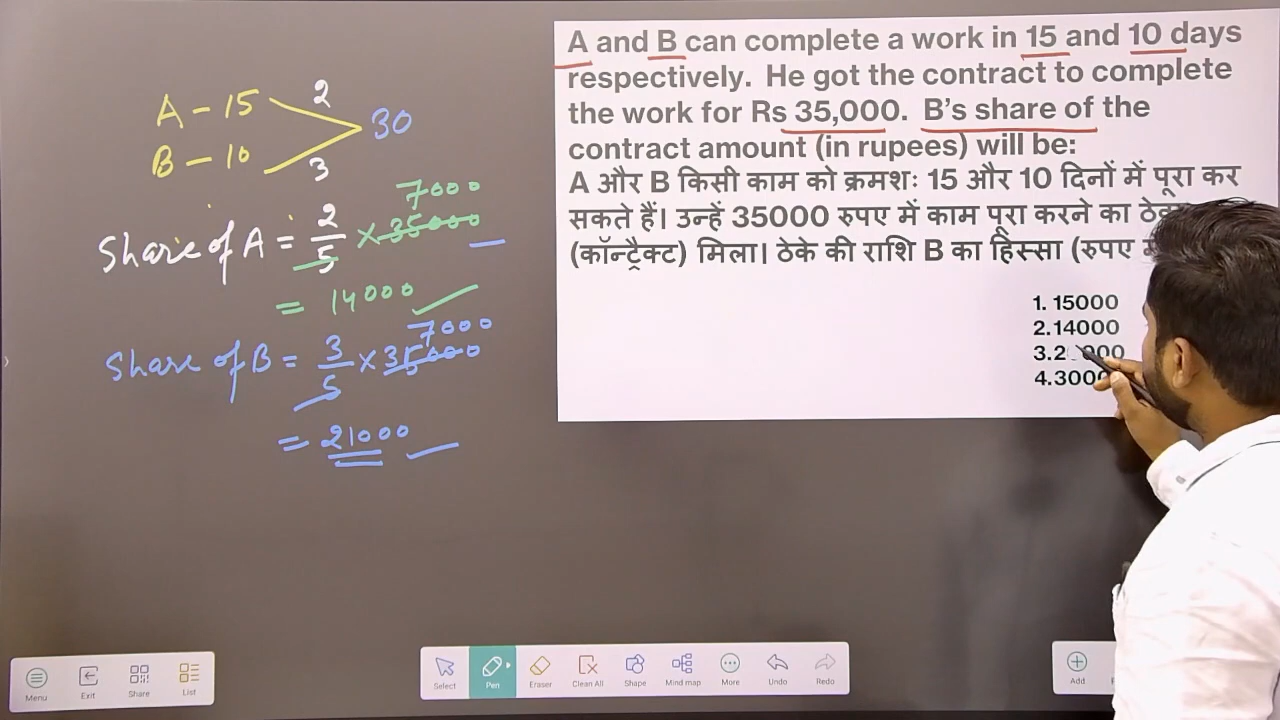 A and B can complete a work in 15 and 10 days
respectively. He got the contract to complete
the work for Rs 35,000. B's share of the
contract amount (in rupees) will be:
A और B किसी काम को क्रमशः 15 और 10 दिनों में पूरा कर
सकते हैं। उन्हें 35000 रुपए में काम पूरा करने का
(कॉन्ट्रैक्ट) मिला। ठेके की राशि B का हिस्सा (रुपए
1. 15000
2.14000
3.
4.
A - 15 2
30
B - 10 3
7000
Share of A = 2/5 × 35000
= 14000
7000
Share of B = 3/5 × 35000
= 21000
Menu Exit Share List Select Pen Eraser Clean All Shape Mind map More Undo Redo Add